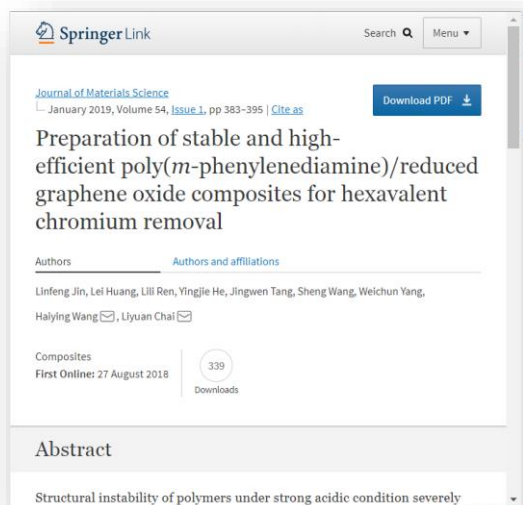 Springer Link
Search
Menu ▼
Journal of Materials Science
January 2019, Volume 54, Issue 1, pp 383–395 | Cite as
Download PDF
Preparation of stable and high-
efficient poly(m-phenylenediamine)/reduced
graphene oxide composites for hexavalent
chromium removal
Authors
Authors and affiliations
Linfeng Jin, Lei Huang, Lili Ren, Yingjie He, Jingwen Tang, Sheng Wang, Weichun Yang,
Haiying Wang, Liyuan Chai
Composites
First Online: 27 August 2018
339
Downloads
Abstract
Structural instability of polymers under strong acidic condition severely